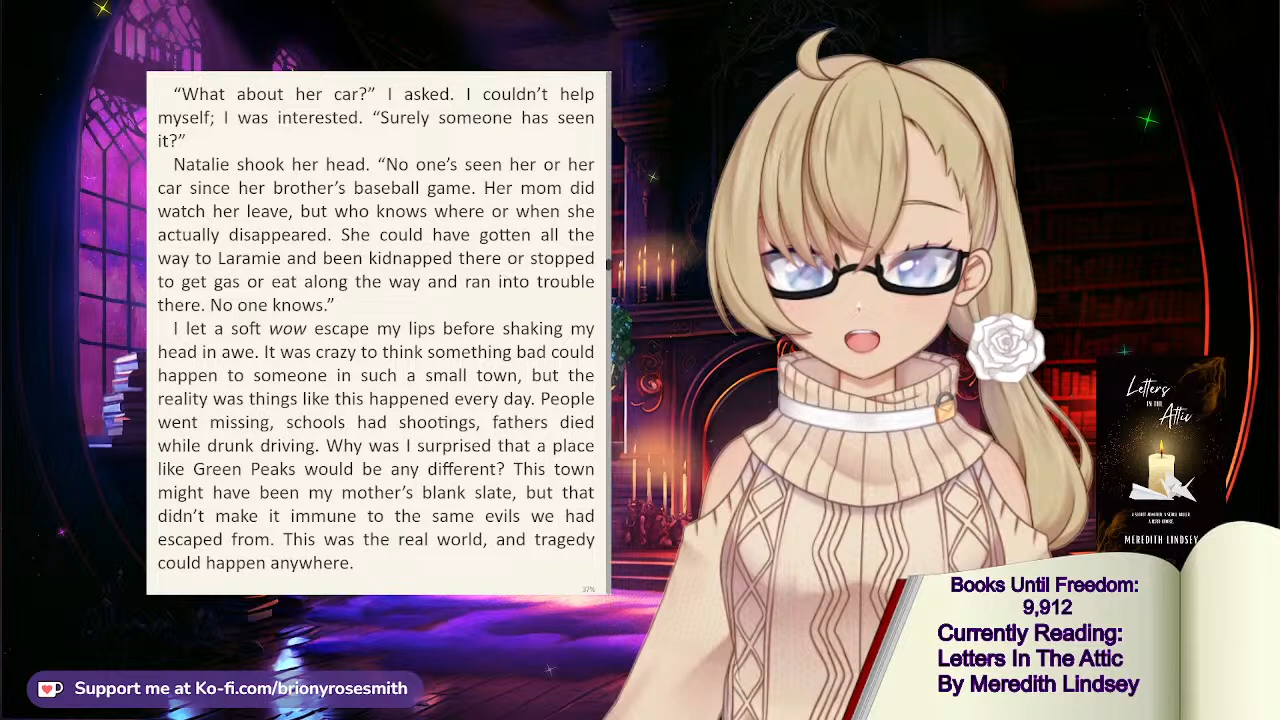 “What about her car?” I asked. I couldn’t help
myself; I was interested. “Surely someone has seen
it?”
Natalie shook her head. “No one’s seen her or her
car since her brother’s baseball game. Her mom did
watch her leave, but who knows where or when she
actually disappeared. She could have gotten all the
way to Laramie and been kidnapped there or stopped
to get gas or eat along the way and ran into trouble
there. No one knows.”
I let a soft wow escape my lips before shaking my
head in awe. It was crazy to think something bad could
happen to someone in such a small town, but the
reality was things like this happened every day. People
went missing, schools had shootings, fathers died
while drunk driving. Why was I surprised that a place
like Green Peaks would be any different? This town
might have been my mother’s blank slate, but that
didn’t make it immune to the same evils we had
escaped from. This was the real world, and tragedy
could happen anywhere.
37%
Letters
IN THE
Attic
MEREDITH LINDSEY
Books Until Freedom:
9,912
Currently Reading:
Letters In The Attic
By Meredith Lindsey
Support me at Ko-fi.com/brionyrosesmith